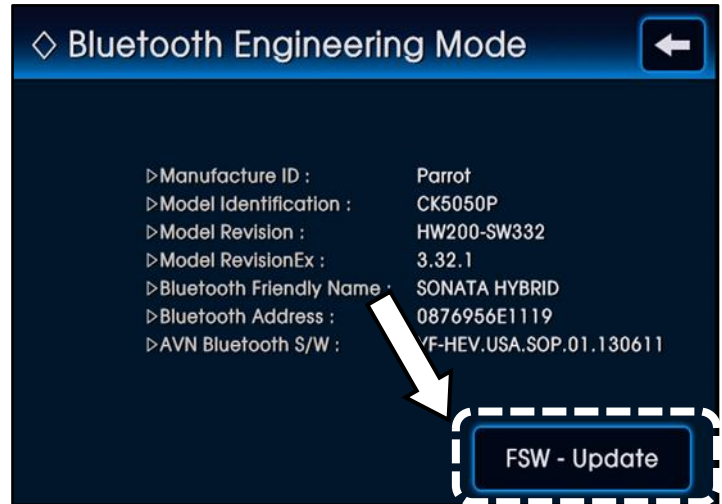 ◇ Bluetooth Engineering Mode
▷Manufacture ID : Parrot
▷Model Identification : CK5050P
▷Model Revision : HW200-SW332
▷Model RevisionEx : 3.32.1
▷Bluetooth Friendly Name : SONATA HYBRID
▷Bluetooth Address : 0876956E1119
▷AVN Bluetooth S/W : YF-HEV.USA.SOP.01.130611
FSW - Update